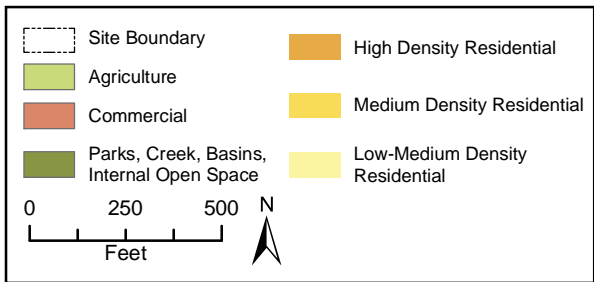 Site Boundary
Agriculture
Commercial
Parks, Creek, Basins,
Internal Open Space
High Density Residential
Medium Density Residential
Low-Medium Density
Residential
0 250 500
Feet
N